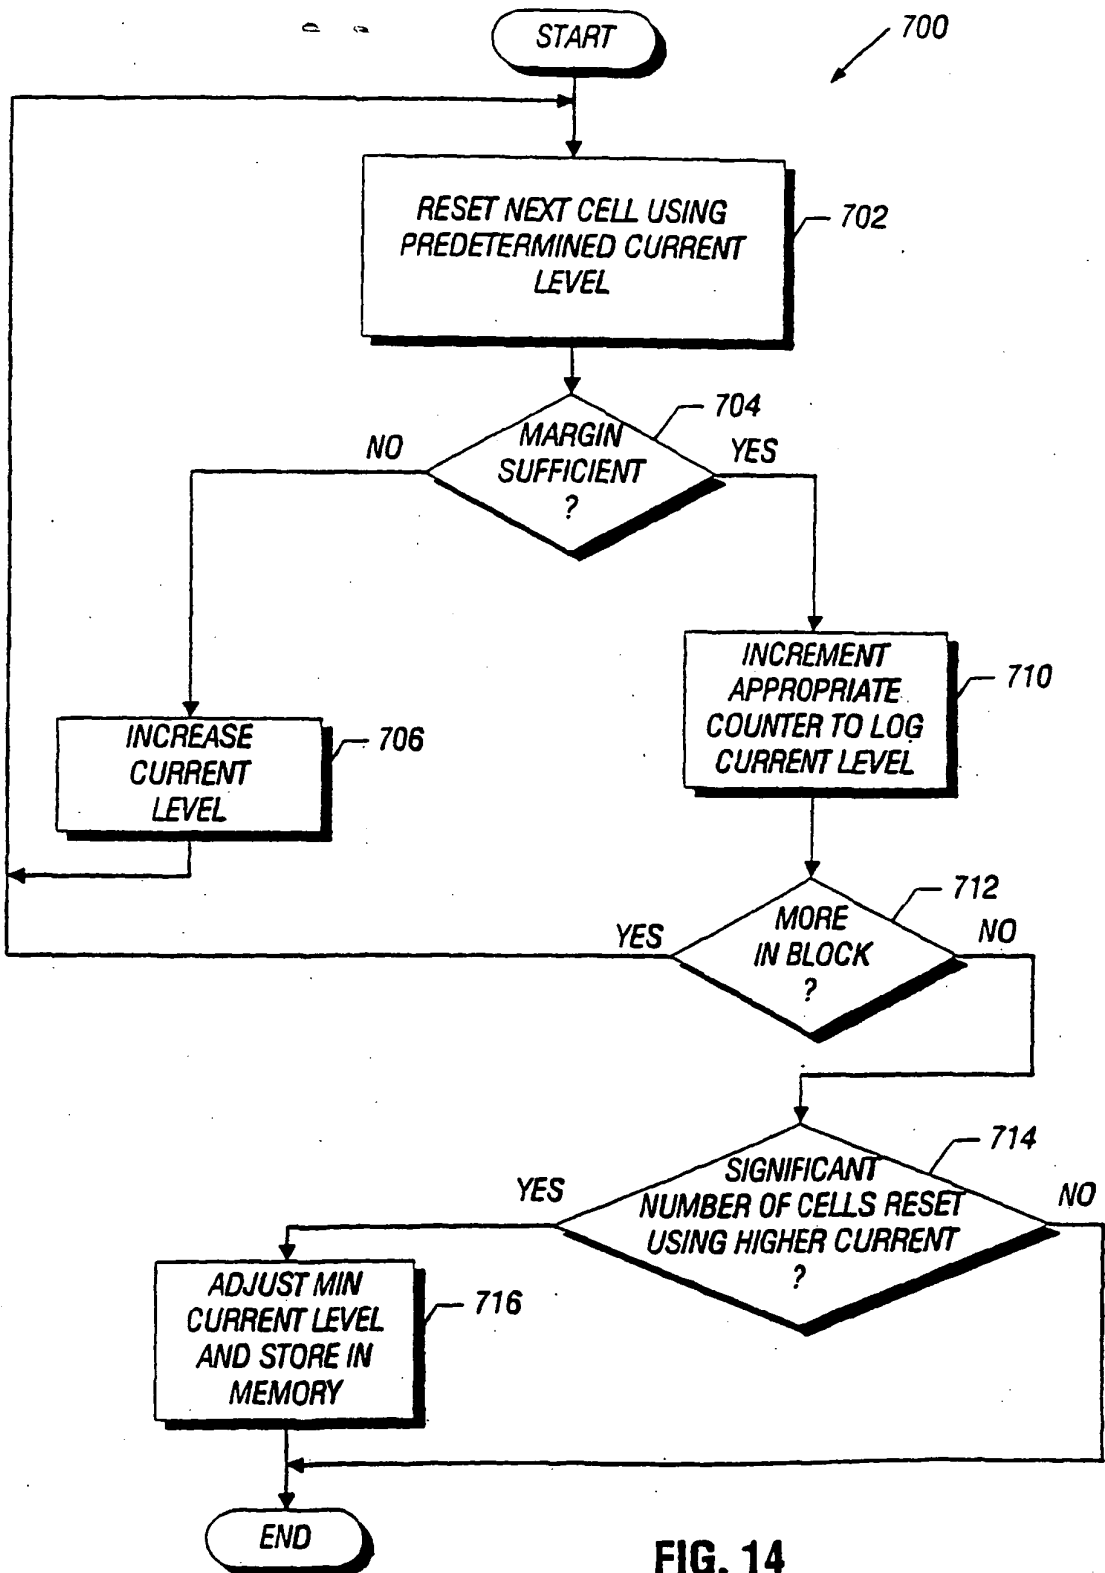 START
700
RESET NEXT CELL USING
PREDETERMINED CURRENT
LEVEL
702
704
NO
MARGIN
SUFFICIENT
?
YES
INCREMENT
APPROPRIATE
COUNTER TO LOG
CURRENT LEVEL
710
INCREASE
CURRENT
LEVEL
706
712
YES
MORE
IN BLOCK
?
NO
714
YES
SIGNIFICANT
NUMBER OF CELLS RESET
USING HIGHER CURRENT
?
NO
ADJUST MIN
CURRENT LEVEL
AND STORE IN
MEMORY
716
END
FIG. 14